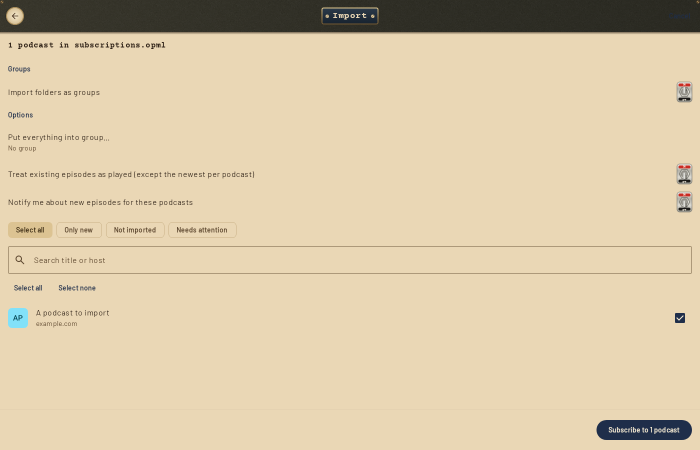 Import
1 podcast in subscriptions.opml
Groups
Import folders as groups
Options
Put everything into group...
No group
Treat existing episodes as played (except the newest per podcast)
Notify me about new episodes for these podcasts
Select all
Only new
Not imported
Needs attention
Search title or host
Select all
Select none
AP
A podcast to import
example.com
Subscribe to 1 podcast